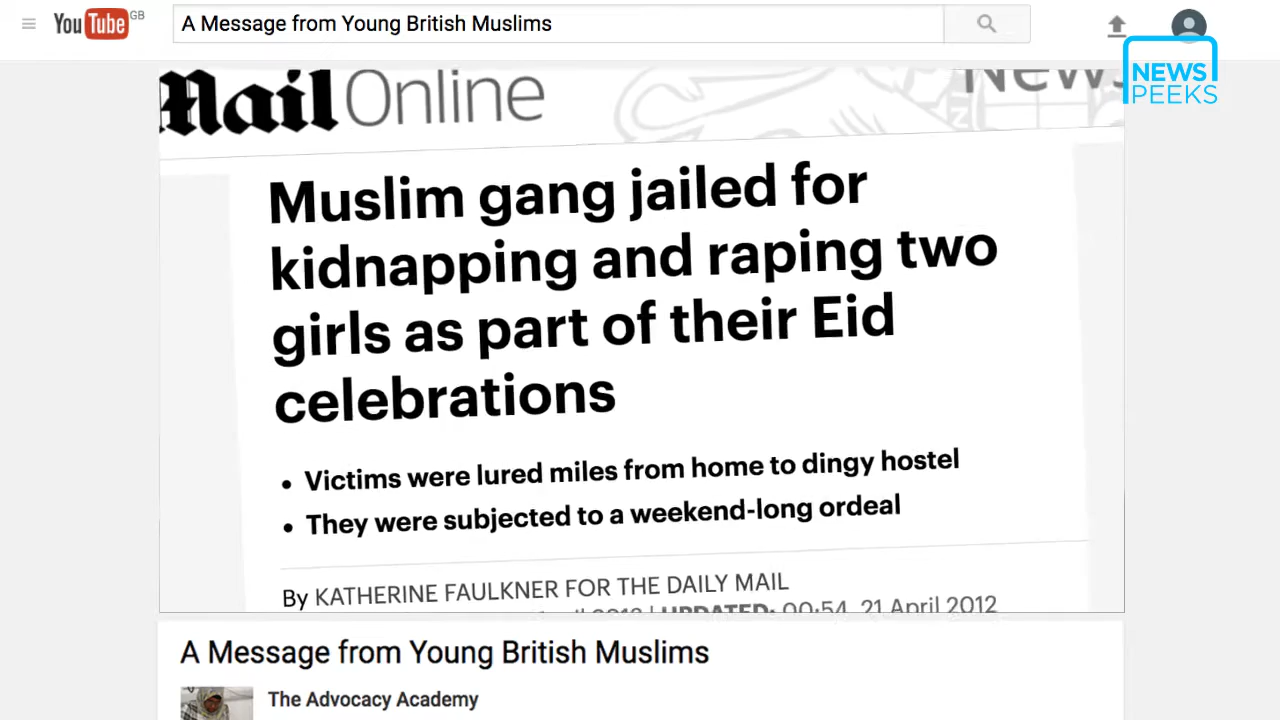 YouTube GB
A Message from Young British Muslims
NEWS
PEEKS
Mail Online
News
Muslim gang jailed for
kidnapping and raping two
girls as part of their Eid
celebrations
• Victims were lured miles from home to dingy hostel
• They were subjected to a weekend-long ordeal
By KATHERINE FAULKNER FOR THE DAILY MAIL
2012 | UPDATED: 00:54, 21 April 2012
A Message from Young British Muslims
The Advocacy Academy